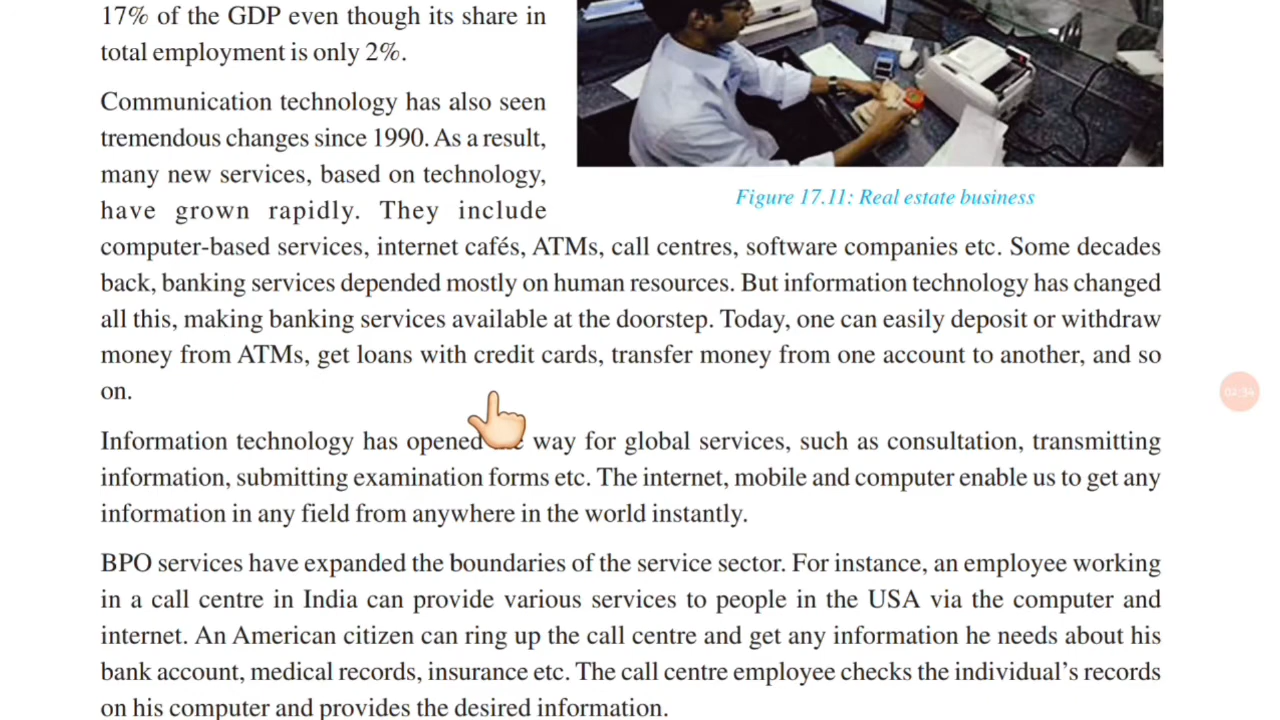 17% of the GDP even though its share in
total employment is only 2%.
Communication technology has also seen
tremendous changes since 1990. As a result,
many new services, based on technology,
have grown rapidly. They include
Figure 17.11: Real estate business
computer-based services, internet cafés, ATMs, call centres, software companies etc. Some decades
back, banking services depended mostly on human resources. But information technology has changed
all this, making banking services available at the doorstep. Today, one can easily deposit or withdraw
money from ATMs, get loans with credit cards, transfer money from one account to another, and so
on.
Information technology has opened way for global services, such as consultation, transmitting
information, submitting examination forms etc. The internet, mobile and computer enable us to get any
information in any field from anywhere in the world instantly.
BPO services have expanded the boundaries of the service sector. For instance, an employee working
in a call centre in India can provide various services to people in the USA via the computer and
internet. An American citizen can ring up the call centre and get any information he needs about his
bank account, medical records, insurance etc. The call centre employee checks the individual's records
on his computer and provides the desired information.